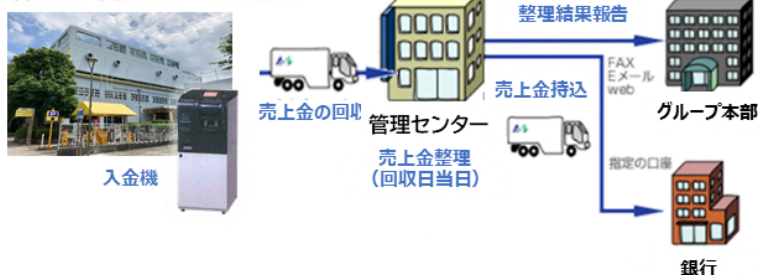 整理結果報告
FAX
Eメール
web
グループ本部
売上金の回収
管理センター
売上金持込
売上金整理
（回収日当日）
入金機
指定の口座
銀行